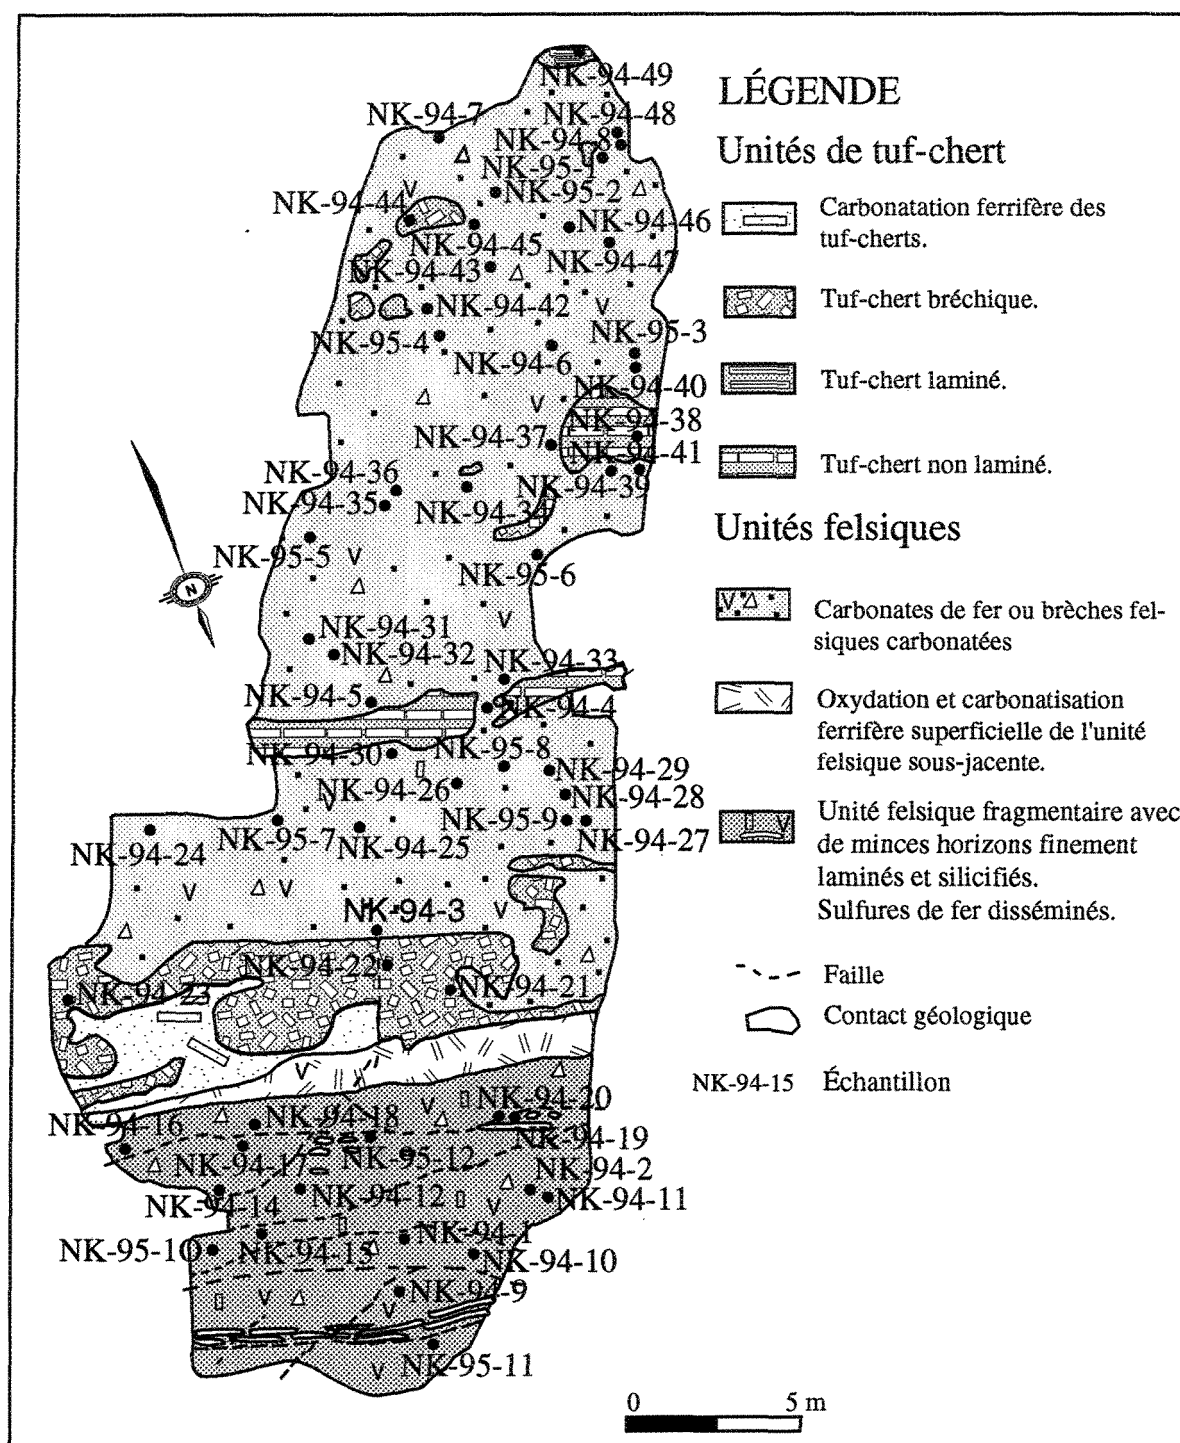 NK-94-49
NK-94-7
NK-94-48
NK-94-8
NK-95-1
NK-95-2
NK-94-44
NK-94-46
NK-94-45
NK-94-47
NK-94-43
NK-94-42
NK-95-3
NK-95-4
NK-94-6
NK-94-40
NK-94-38
NK-94-37
NK-94-41
NK-94-36
NK-94-39
NK-94-35
NK-94-34
NK-95-5
NK-95-6
N
NK-94-31
NK-94-32
NK-94-33
NK-94-5
NK-94-4
NK-94-30
NK-95-8
NK-94-29
NK-94-26
NK-94-28
NK-95-9
NK-95-7
NK-94-27
NK-94-24
NK-94-25
NK-94-3
NK-94-22
NK-94-21
NK-94-23
NK-94-20
NK-94-16
NK-94-18
NK-94-19
NK-94-17
NK-95-12
NK-94-2
NK-94-14
NK-94-12
NK-94-11
NK-95-10
NK-94-13
NK-94-1
NK-94-10
NK-94-9
NK-95-11
LÉGENDE
Unités de tuf-chert
Carbonatation ferrifère des
tuf-cherts.
Tuf-chert bréchique.
Tuf-chert laminé.
Tuf-chert non laminé.
Unités felsiques
Carbonates de fer ou brèches fel-
siques carbonatées
Oxydation et carbonatisation
ferrifère superficielle de l'unité
felsique sous-jacente.
Unité felsique fragmentaire avec
de minces horizons finement
laminés et silicifiés.
Sulfures de fer disséminés.
Faille
Contact géologique
NK-94-15 Échantillon
0 5 m